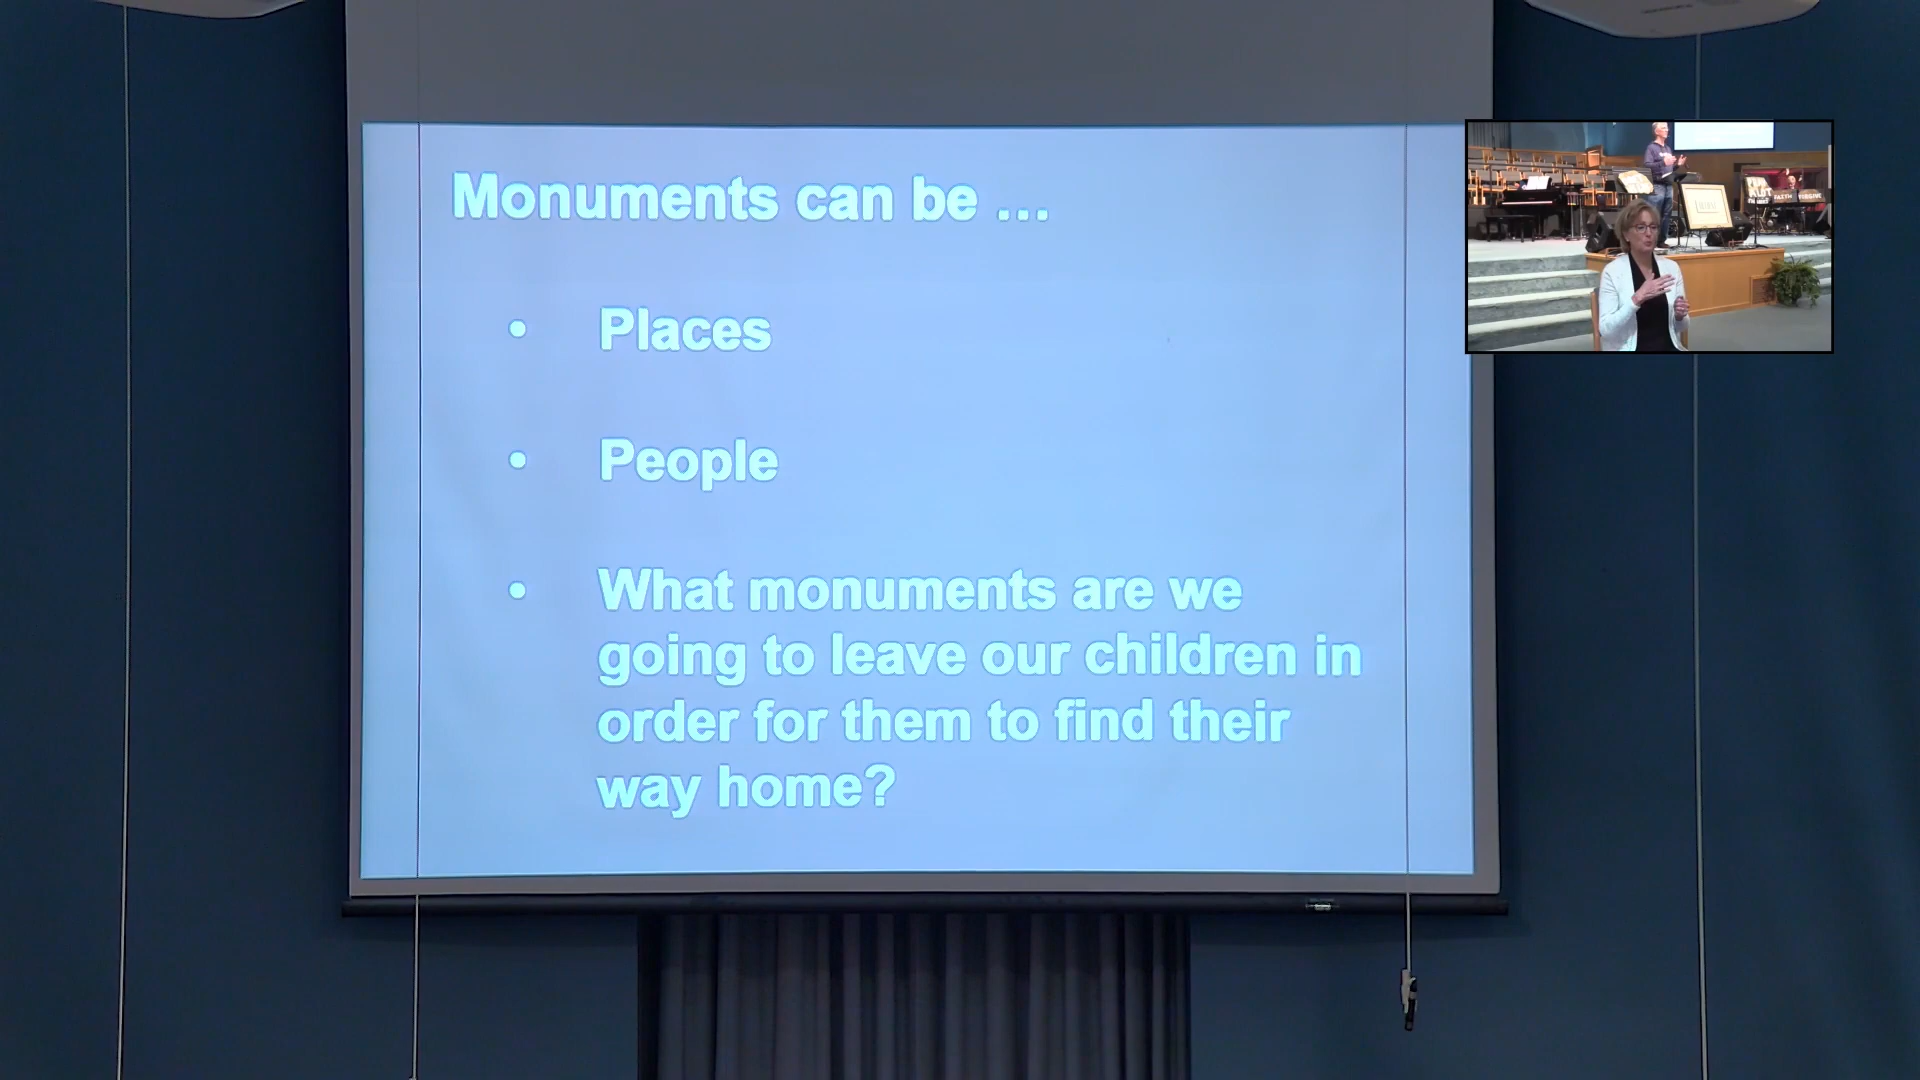 Monuments can be ...
• Places
• People
• What monuments are we
going to leave our children in
order for them to find their
way home?
FAITH